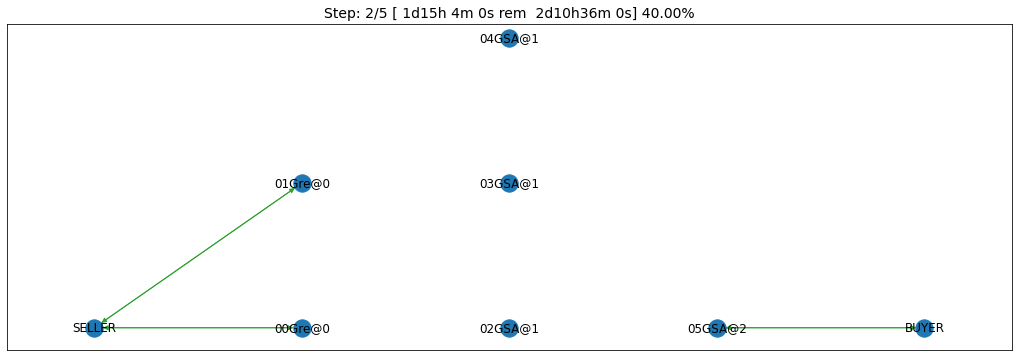 Step: 2/5 [ 1d15h 4m 0s rem  2d10h36m 0s] 40.00%
04GSA@1
01Gre@0
03GSA@1
SELLER
00Gre@0
02GSA@1
05GSA@2
BUYER